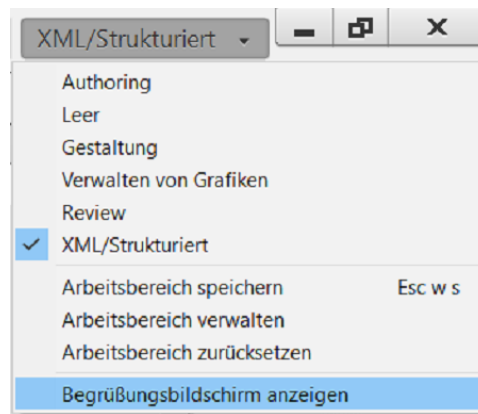 XML/Strukturiert
Authoring
Leer
Gestaltung
Verwalten von Grafiken
Review
XML/Strukturiert
Arbeitsbereich speichern Esc w s
Arbeitsbereich verwalten
Arbeitsbereich zurücksetzen
Begrüßungsbildschirm anzeigen